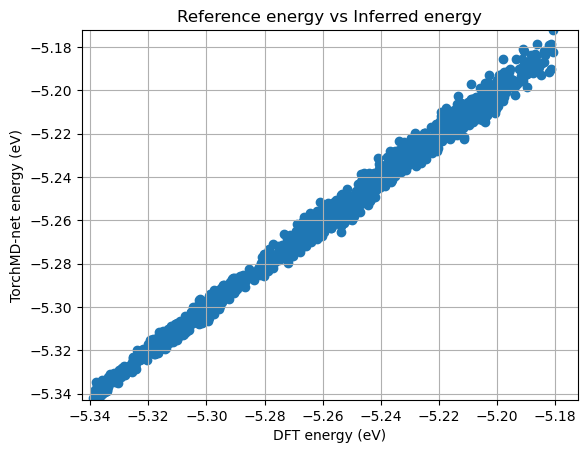 Reference energy vs Inferred energy
TorchMD-net energy (eV)
−5.18
−5.20
−5.22
−5.24
−5.26
−5.28
−5.30
−5.32
−5.34
−5.34 −5.32 −5.30 −5.28 −5.26 −5.24 −5.22 −5.20 −5.18
DFT energy (eV)